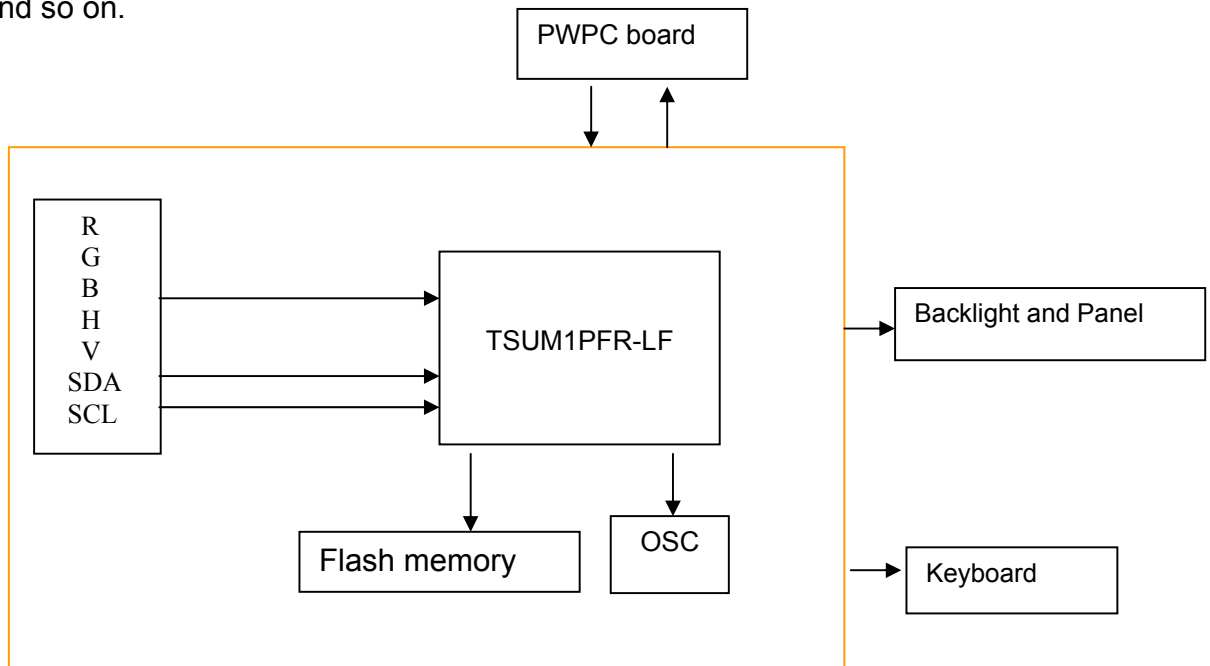 nd so on.
PWPC board
R
G
B
H
V
SDA
SCL
TSUM1PFR-LF
Backlight and Panel
Flash memory
OSC
Keyboard